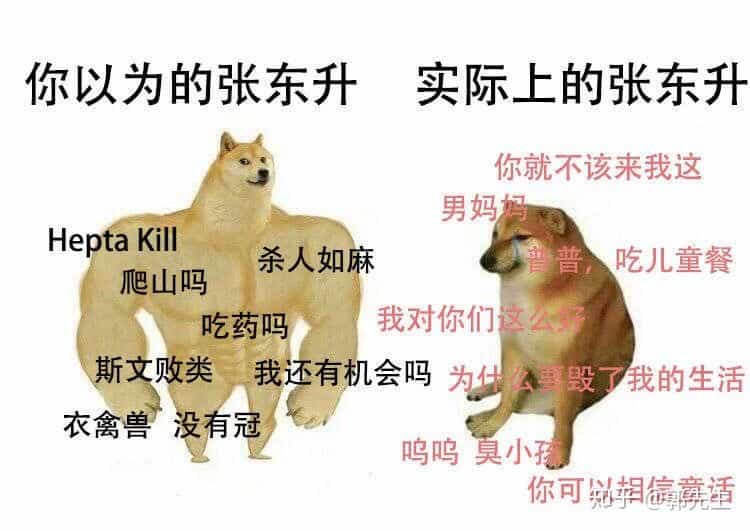 你以为的张东升
实际上的张东升
Hepta Kill
杀人如麻
爬山吗
吃药吗
斯文败类
我还有机会吗
衣禽兽
没有冠
你就不该来我这
男妈妈
普普，吃儿童餐
我对你们这么好
为什么要毁了我的生活
呜呜
臭小孩
你可以相信童话
知乎 @郭先生